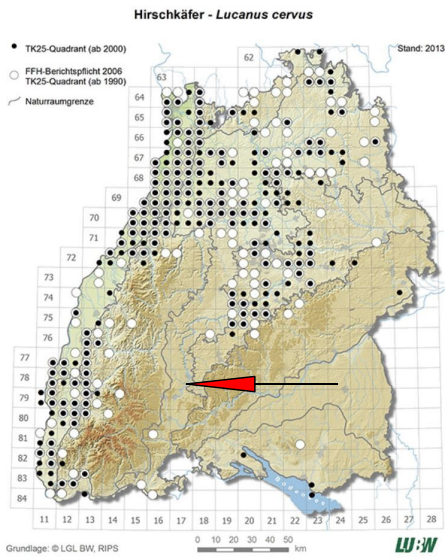 Hirschkäfer - Lucanus cervus
TK25-Quadrant (ab 2000)
FFH-Berichtspflicht 2006
TK25-Quadrant (ab 1990)
Naturraumgrenze
Stand: 2013
62
63
64
65
66
67
68
69
70
71
72
73
74
75
76
77
78
79
80
81
82
83
84
11 12 13 14 15 16 17 18 19 20 21 22 23 24 25 26 27 28
Grundlage: © LGL BW, RIPS
0 10 20 30 40 50
km
LUBW